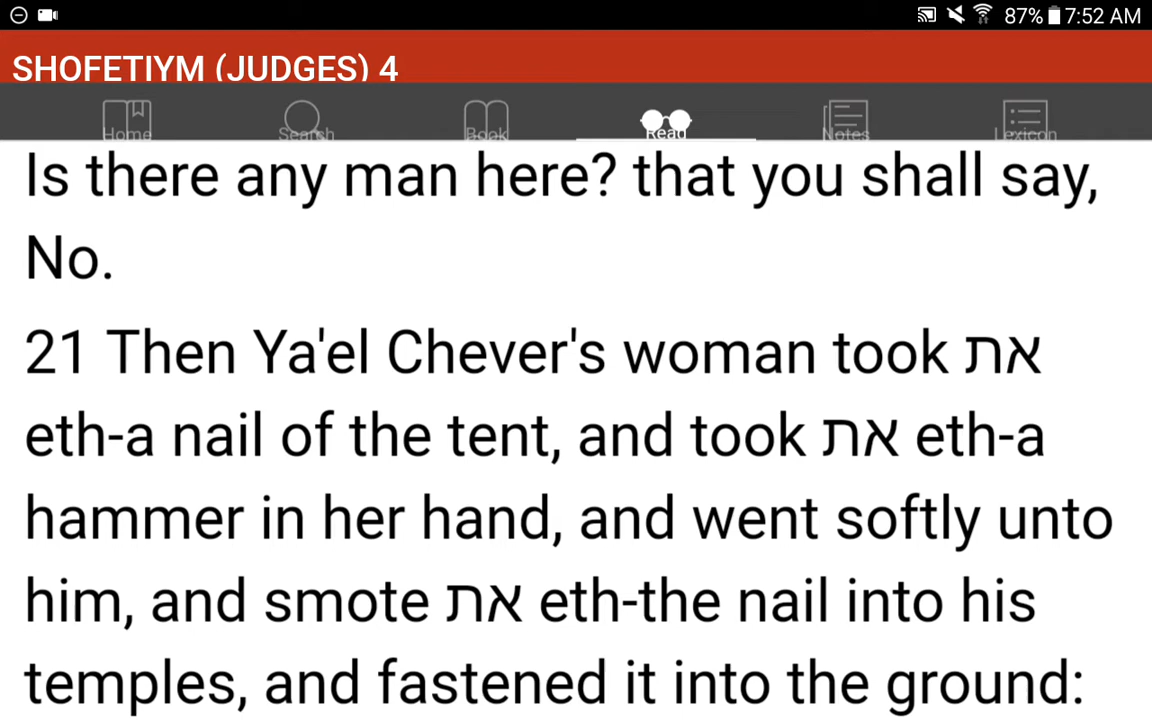 87% 7:52 AM
SHOFETIYM (JUDGES) 4
Home Search Book Read Notes Lexicon
Is there any man here? that you shall say,
No.
21 Then Ya'el Chever's woman took את
eth-a nail of the tent, and took את eth-a
hammer in her hand, and went softly unto
him, and smote את eth-the nail into his
temples, and fastened it into the ground: